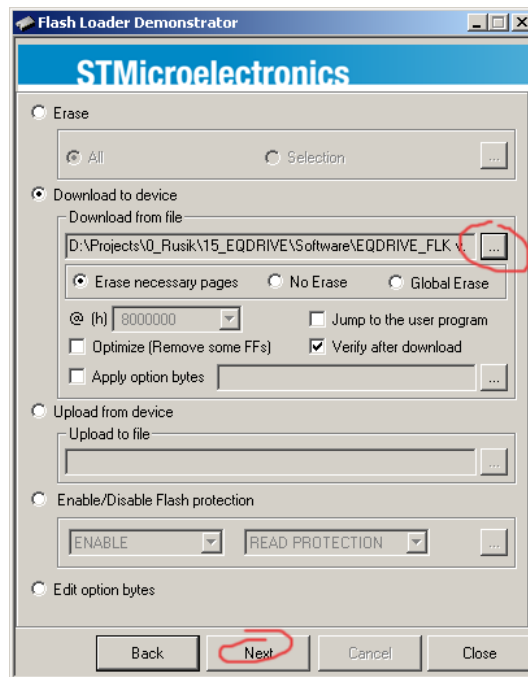 Flash Loader Demonstrator
STMicroelectronics
Erase
All Selection ...
Download to device
Download from file
D:\Projects\0_Rusik\15_EQDRIVE\Software\EQDRIVE_FLK v. ...
Erase necessary pages No Erase Global Erase
@ (h) 8000000 Jump to the user program
Optimize (Remove some FFs) Verify after download
Apply option bytes ...
Upload from device
Upload to file
...
Enable/Disable Flash protection
ENABLE READ PROTECTION ...
Edit option bytes
Back Next Cancel Close